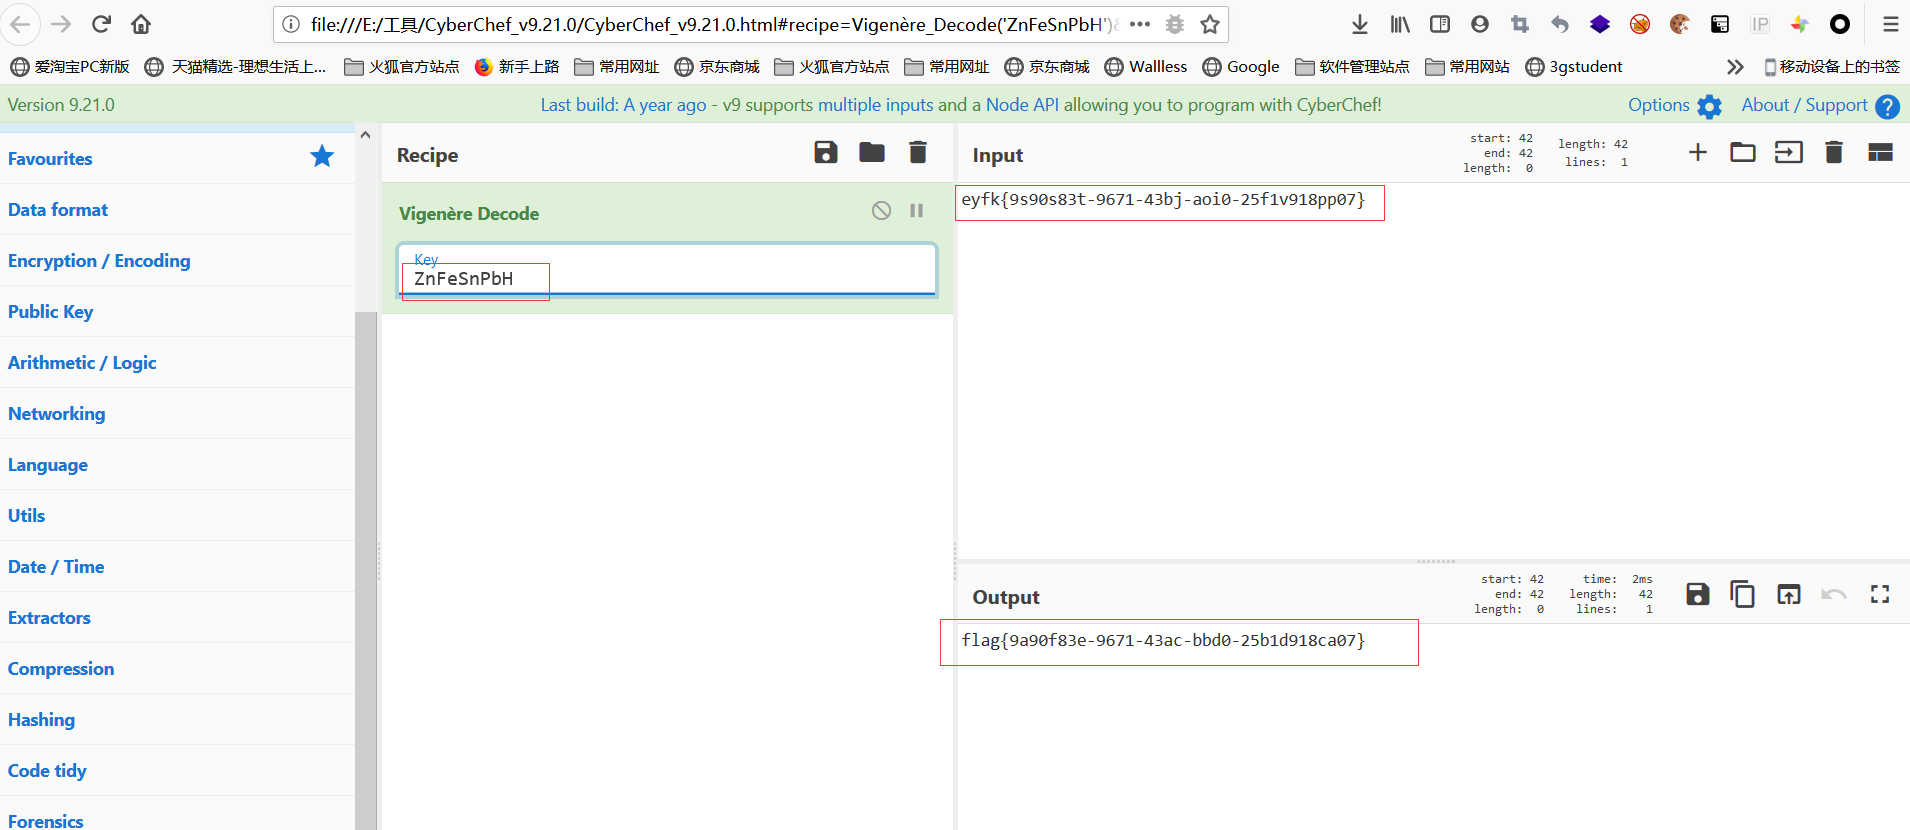 file:///E:/工具/CyberChef_v9.21.0/CyberChef_v9.21.0.html#recipe=Vigenère_Decode('ZnFeSnPbH')
爱淘宝PC新版 天猫精选-理想生活上... 火狐官方站点 新手上路 常用网址 京东商城 火狐官方站点 常用网址 京东商城 Wallless Google 软件管理站点 常用网站 3gstudent 移动设备上的书签
Version 9.21.0 Last build: A year ago - v9 supports multiple inputs and a Node API allowing you to program with CyberChef! Options About / Support
Favourites
Data format
Encryption / Encoding
Public Key
Arithmetic / Logic
Networking
Language
Utils
Date / Time
Extractors
Compression
Hashing
Code tidy
Forensics
Recipe
Vigenère Decode
Key
ZnFeSnPbH
Input
start: 42
end: 42
length: 0
length: 42
lines: 1
eyfk{9s90s83t-9671-43bj-aoi0-25f1v918pp07}
Output
start: 42
end: 42
length: 0
time: 2ms
length: 42
lines: 1
flag{9a90f83e-9671-43ac-bbd0-25b1d918ca07}